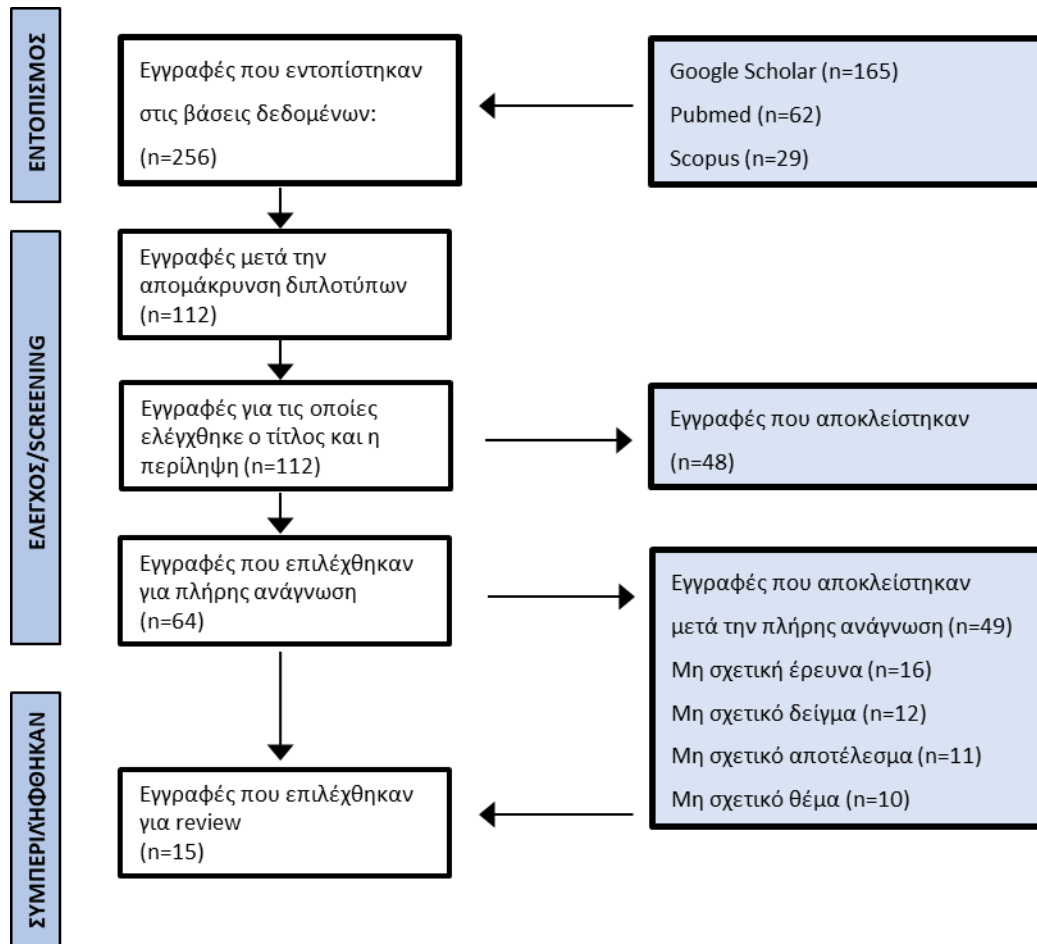 ΕΝΤΟΠΙΣΜΟΣ
Εγγραφές που εντοπίστηκαν
στις βάσεις δεδομένων:
(n=256)
Google Scholar (n=165)
Pubmed (n=62)
Scopus (n=29)
ΕΛΕΓΧΟΣ/SCREENING
Εγγραφές μετά την
απομάκρυνση διπλοτύπων
(n=112)
Εγγραφές για τις οποίες
ελέγχθηκε ο τίτλος και η
περίληψη (n=112)
Εγγραφές που αποκλείστηκαν
(n=48)
Εγγραφές που επιλέχθηκαν
για πλήρης ανάγνωση
(n=64)
Εγγραφές που αποκλείστηκαν
μετά την πλήρης ανάγνωση (n=49)
Μη σχετική έρευνα (n=16)
Μη σχετικό δείγμα (n=12)
Μη σχετικό αποτέλεσμα (n=11)
Μη σχετικό θέμα (n=10)
ΣΥΜΠΕΡΙΛΉΦΘΗΚΑΝ
Εγγραφές που επιλέχθηκαν
για review
(n=15)